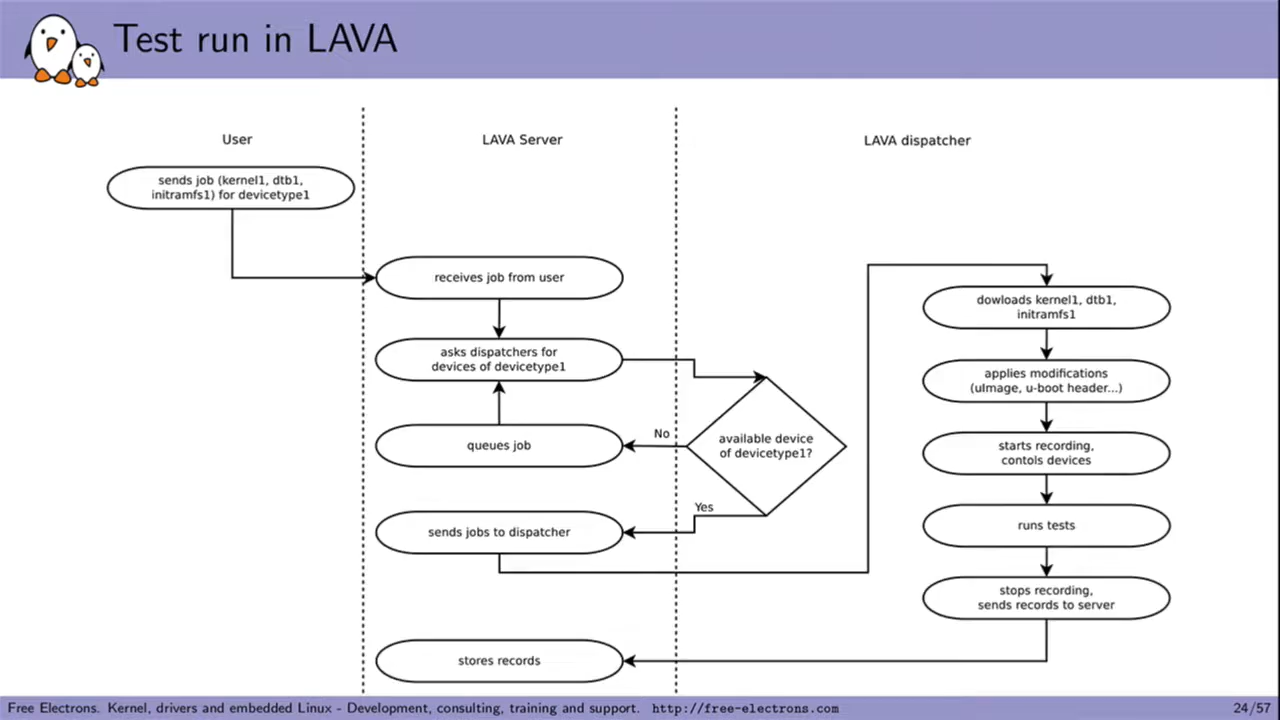 Test run in LAVA
User
LAVA Server
LAVA dispatcher
sends job (kernel1, dtb1,
initramfs1) for devicetype1
receives job from user
asks dispatchers for
devices of devicetype1
queues job
No
available device
of devicetype1?
Yes
sends jobs to dispatcher
dowloads kernel1, dtb1,
initramfs1
applies modifications
(uImage, u-boot header...)
starts recording,
contols devices
runs tests
stops recording,
sends records to server
stores records
Free Electrons. Kernel, drivers and embedded Linux - Development, consulting, training and support. http://free-electrons.com
24/57